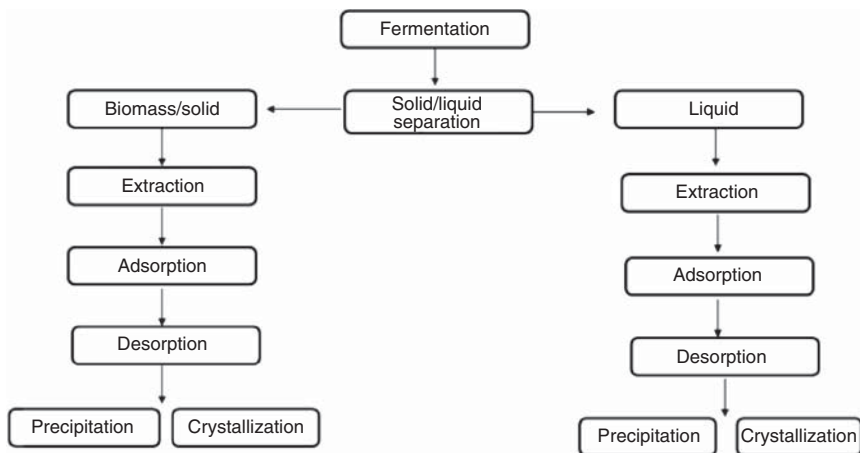 Fermentation
Biomass/solid
Solid/liquid
separation
Liquid
Extraction
Extraction
Adsorption
Adsorption
Desorption
Desorption
Precipitation
Crystallization
Precipitation
Crystallization